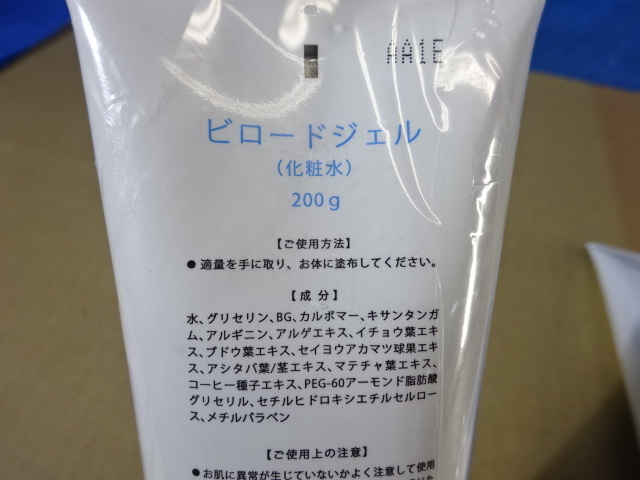 AA1E
ビロードジェル
（化粧水）
200g
【ご使用方法】
●適量を手に取り、お体に塗布してください。
【成分】
水、グリセリン、BG、カルボマー、キサンタンガ
ム、アルギニン、アルゲエキス、イチョウ葉エキ
ス、ブドウ葉エキス、セイヨウアカマツ球果エキ
ス、アシタバ葉/茎エキス、マテチャ葉エキス、
コーヒー種子エキス、PEG-60アーモンド脂肪酸
グリセリル、セチルヒドロキシエチルセルロー
ス、メチルパラベン
【ご使用上の注意】
●お肌に異常が生じていないかよく注意して使用